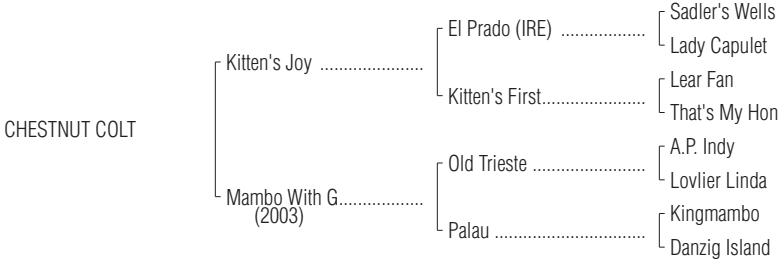 Sadler's Wells
El Prado (IRE) ....................
Lady Capulet
Kitten's Joy ......................
Lear Fan
Kitten's First......................
That's My Hon
CHESTNUT COLT
A.P. Indy
Old Trieste ........................
Lovlier Linda
Mambo With G..................
(2003)
Kingmambo
Palau ................................
Danzig Island